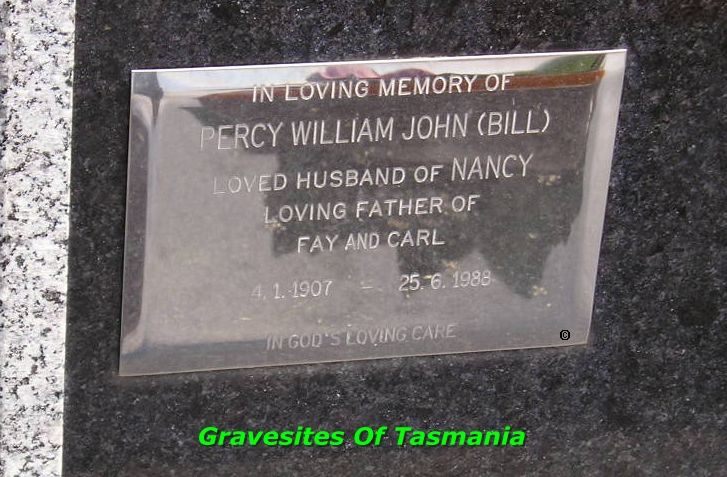 IN LOVING MEMORY OF
PERCY WILLIAM JOHN (BILL)
LOVED HUSBAND OF NANCY
LOVING FATHER OF
FAY AND CARL
4. 1. 1907 – 25. 6. 1988
IN GOD'S LOVING CARE
©
Gravesites Of Tasmania